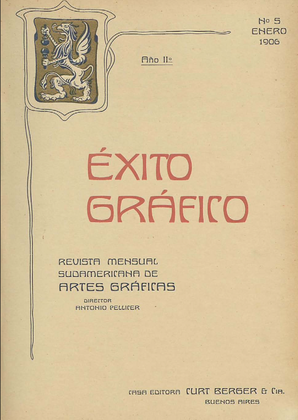 Nº 5
ENERO
1906
Año IIº
ÉXITO
GRÁFICO
REVISTA MENSUAL
SUDAMERICANA DE
ARTES GRÁFICAS
DIRECTOR
ANTONIO PELLICER
CASA EDITORA CURT BERGER & Cia.
BUENOS AIRES